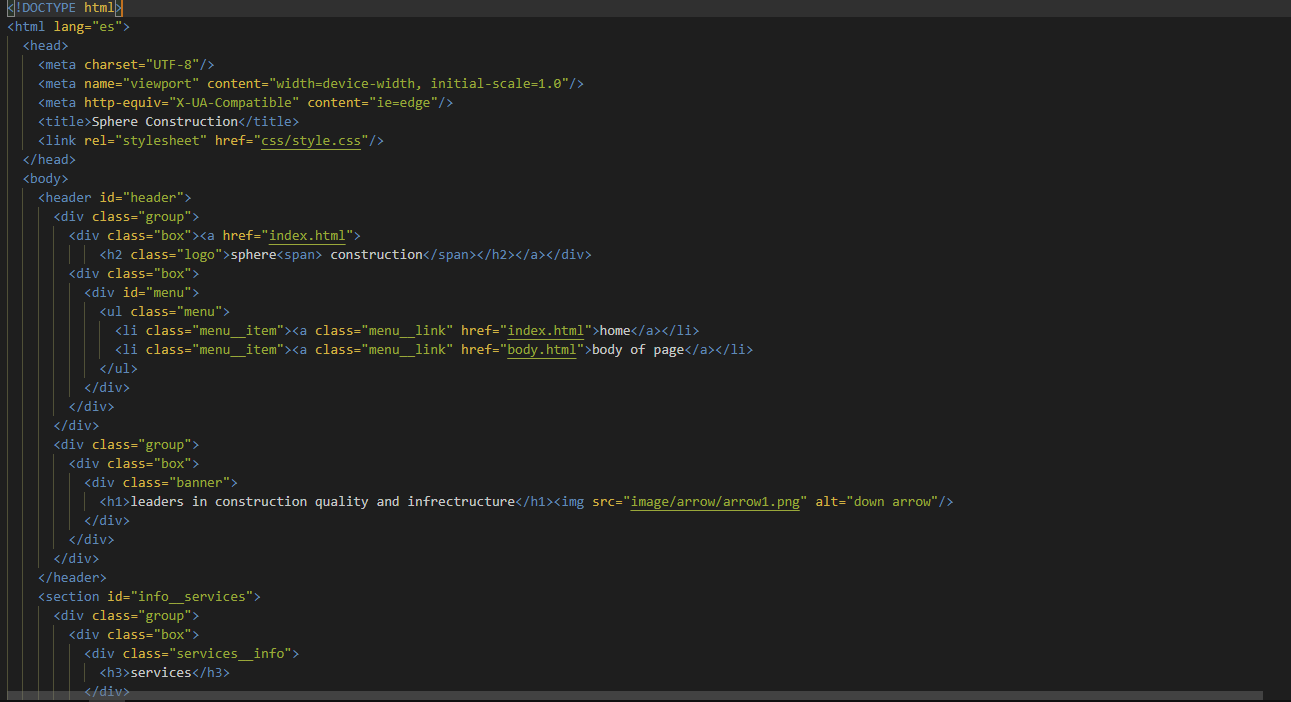 <!DOCTYPE html>
<html lang="es">
  <head>
    <meta charset="UTF-8"/>
    <meta name="viewport" content="width=device-width, initial-scale=1.0"/>
    <meta http-equiv="X-UA-Compatible" content="ie=edge"/>
    <title>Sphere Construction</title>
    <link rel="stylesheet" href="css/style.css"/>
  </head>
  <body>
    <header id="header">
      <div class="group">
        <div class="box"><a href="index.html">
            <h2 class="logo">sphere<span> construction</span></h2></a></div>
        <div class="box">
          <div id="menu">
            <ul class="menu">
              <li class="menu__item"><a class="menu__link" href="index.html">home</a></li>
              <li class="menu__item"><a class="menu__link" href="body.html">body of page</a></li>
            </ul>
          </div>
        </div>
      </div>
      <div class="group">
        <div class="box">
          <div class="banner">
            <h1>leaders in construction quality and infrectructure</h1><img src="image/arrow/arrow1.png" alt="down arrow"/>
          </div>
        </div>
      </div>
    </header>
    <section id="info__services">
      <div class="group">
        <div class="box">
          <div class="services__info">
            <h3>services</h3>
          </div>